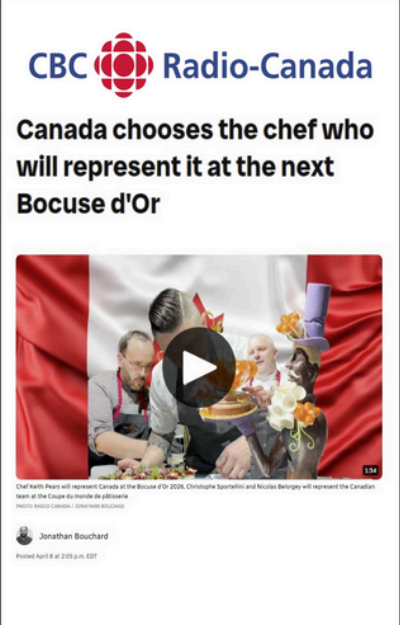 CBC Radio-Canada
Canada chooses the chef who
will represent it at the next
Bocuse d'Or
1:54
Chef Keith Pears will represent Canada at the Bocuse d'Or 2026, Christophe Sportellini and Nicolas Belorgey will represent the Canadian
team at the Coupe du monde de pâtisserie
PHOTO: RADIO-CANADA / JONATHAN BOUCHAD
Jonathan Bouchard
Posted April 8 at 2:05 p.m. EDT